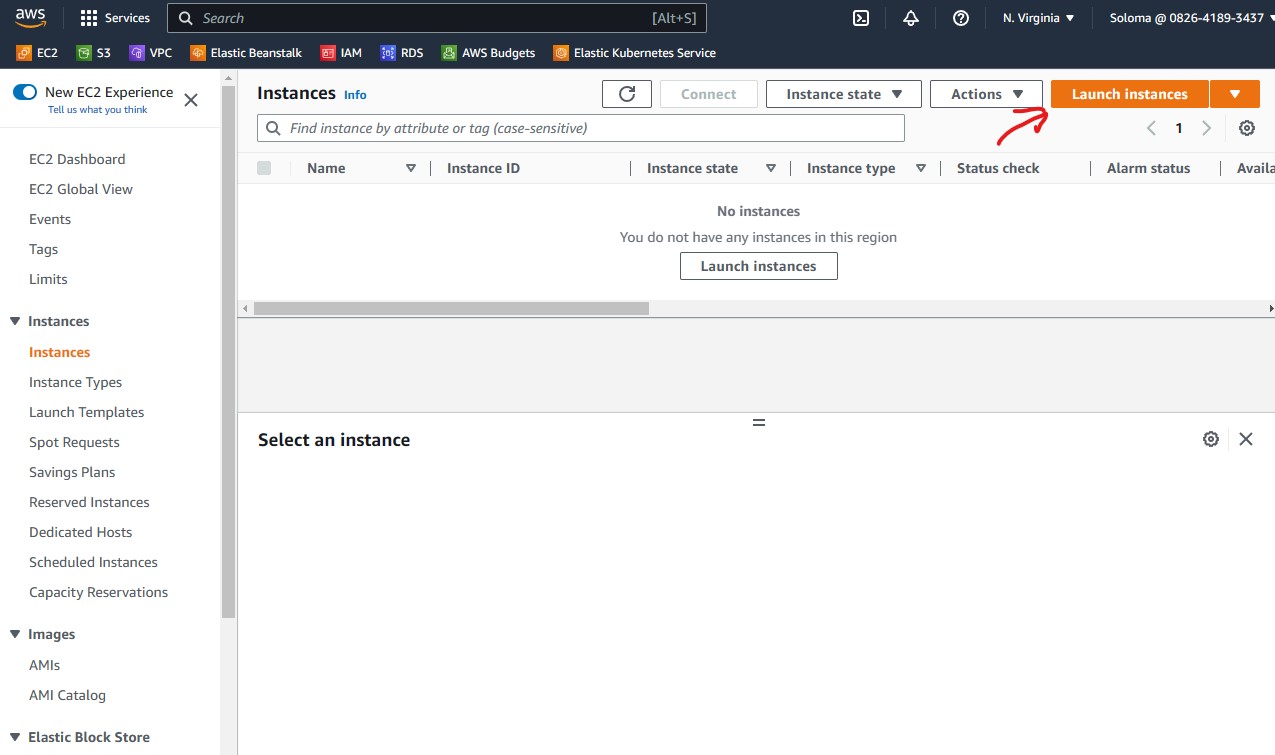 aws Services Search [Alt+S] N. Virginia Soloma @ 0826-4189-3437
EC2 S3 VPC Elastic Beanstalk IAM RDS AWS Budgets Elastic Kubernetes Service
New EC2 Experience
Tell us what you think
EC2 Dashboard
EC2 Global View
Events
Tags
Limits
Instances
Instances
Instance Types
Launch Templates
Spot Requests
Savings Plans
Reserved Instances
Dedicated Hosts
Scheduled Instances
Capacity Reservations
Images
AMIs
AMI Catalog
Elastic Block Store
Instances Info Connect Instance state Actions Launch instances
Find instance by attribute or tag (case-sensitive) 1
Name Instance ID Instance state Instance type Status check Alarm status Availa
No instances
You do not have any instances in this region
Launch instances
Select an instance